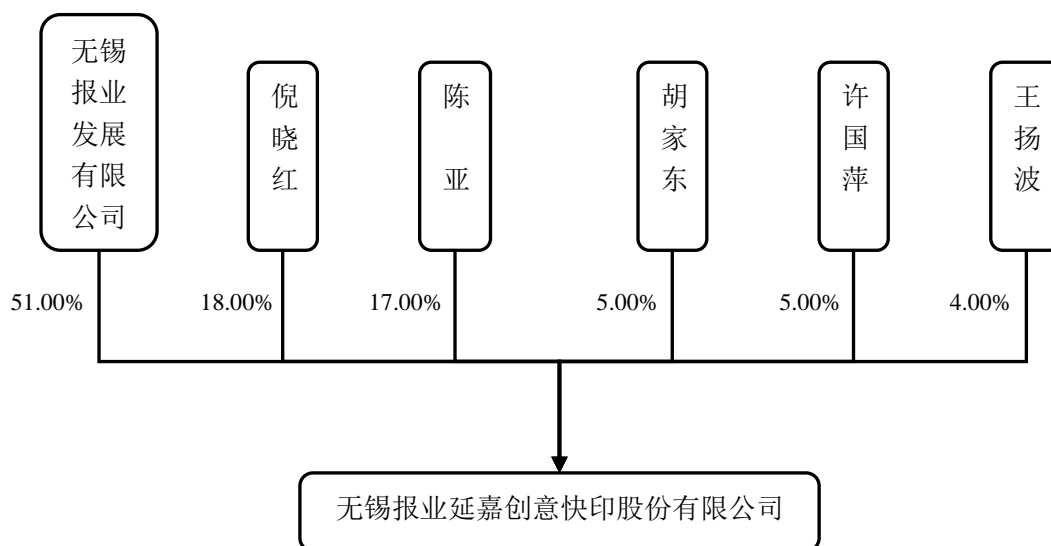 无锡
报业
发展
有限
公司
倪晓红
陈亚
胡家东
许国萍
王扬波
51.00%
18.00%
17.00%
5.00%
5.00%
4.00%
无锡报业延嘉创意快印股份有限公司